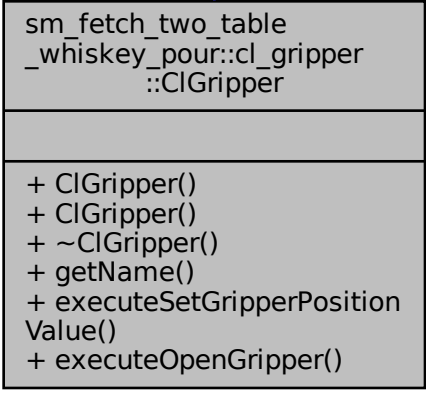 sm_fetch_two_table
_whiskey_pour::cl_gripper
::ClGripper
+ ClGripper()
+ ClGripper()
+ ~ClGripper()
+ getName()
+ executeSetGripperPosition
Value()
+ executeOpenGripper()